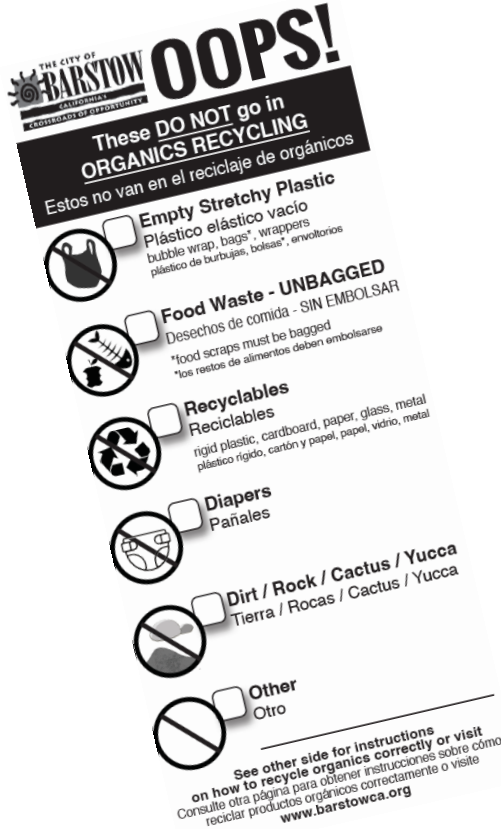 THE CITY OF
BARSTOW
CALIFORNIA'S
CROSSROADS OF OPPORTUNITY
OOPS!
These DO NOT go in
ORGANICS RECYCLING
Estos no van en el reciclaje de orgánicos
Empty Stretchy Plastic
Plástico elástico vacío
bubble wrap, bags*, wrappers
plástico de burbujas, bolsas*, envoltorios
Food Waste - UNBAGGED
Desechos de comida - SIN EMBOLSAR
*food scraps must be bagged
*los restos de alimentos deben embolsarse
Recyclables
Reciclables
rigid plastic, cardboard, paper, glass, metal
plástico rígido, cartón y papel, papel, vidrio, metal
Diapers
Pañales
Dirt / Rock / Cactus / Yucca
Tierra / Rocas / Cactus / Yucca
Other
Otro
See other side for instructions
on how to recycle organics correctly or visit
Consulte otra página para obtener instrucciones sobre cómo
reciclar productos orgánicos correctamente o visite
www.barstowca.org